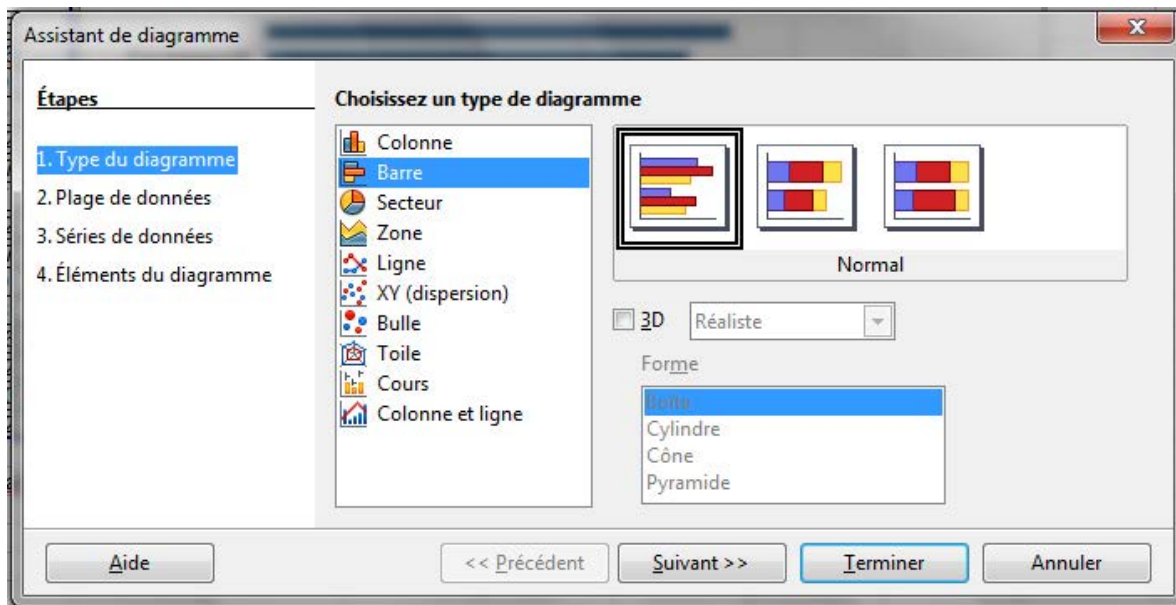 Assistant de diagramme
Étapes
1. Type du diagramme
2. Plage de données
3. Séries de données
4. Éléments du diagramme
Choisissez un type de diagramme
Colonne
Barre
Secteur
Zone
Ligne
XY (dispersion)
Bulle
Toile
Cours
Colonne et ligne
Normal
3D
Réaliste
Forme
Boîte
Cylindre
Cône
Pyramide
Aide
<< Précédent
Suivant >>
Terminer
Annuler